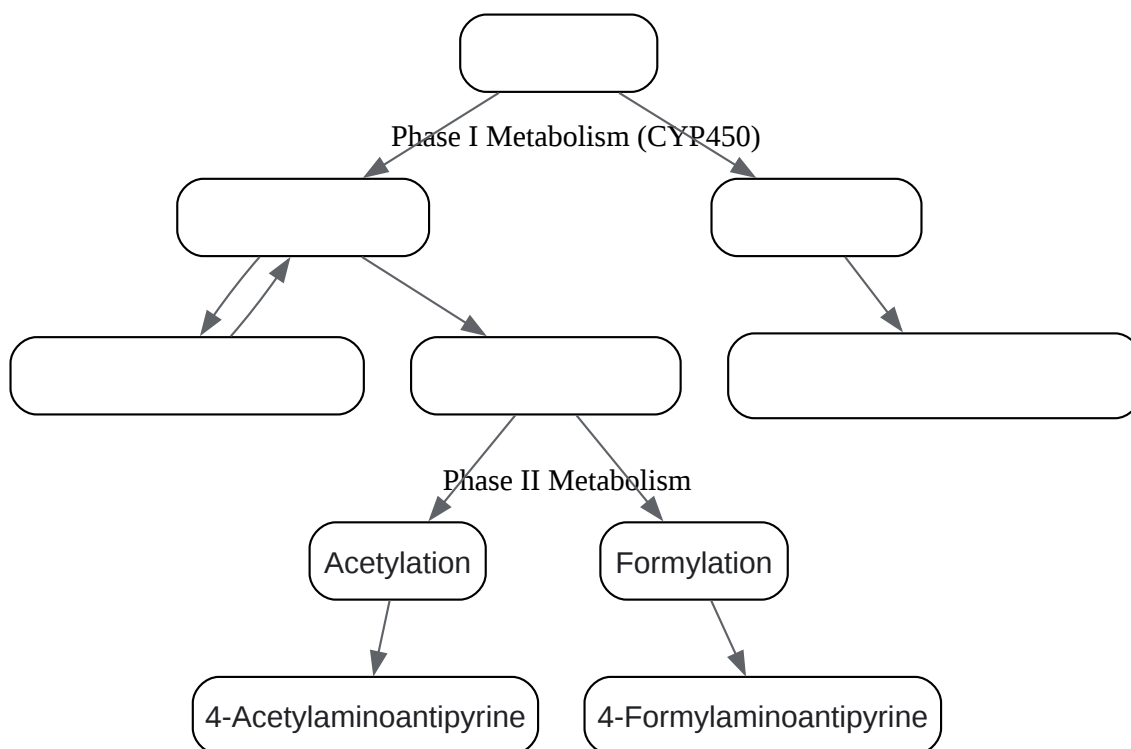 Phase I Metabolism (CYP450)
Phase II Metabolism
Acetylation
Formylation
4-Acetylaminoantipyrine
4-Formylaminoantipyrine